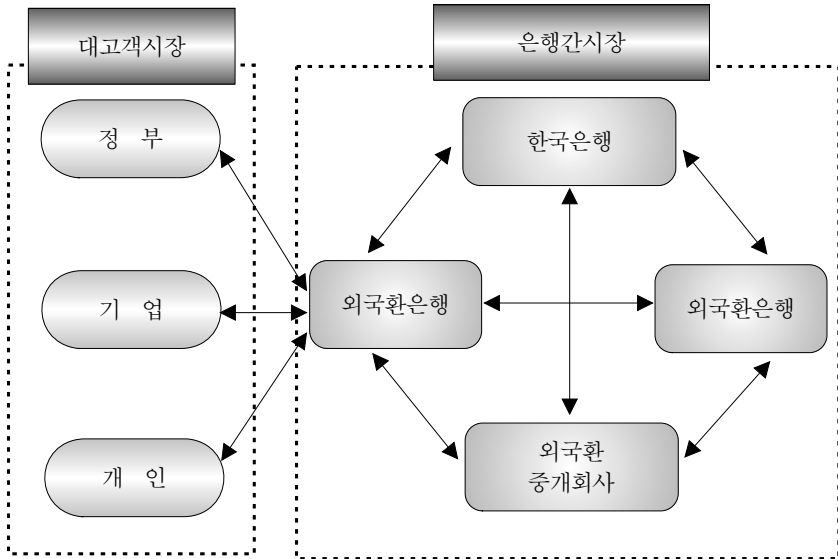 대고객시장
은행간시장
정 부
기 업
개 인
한국은행
외국환은행
외국환은행
외국환
중개회사